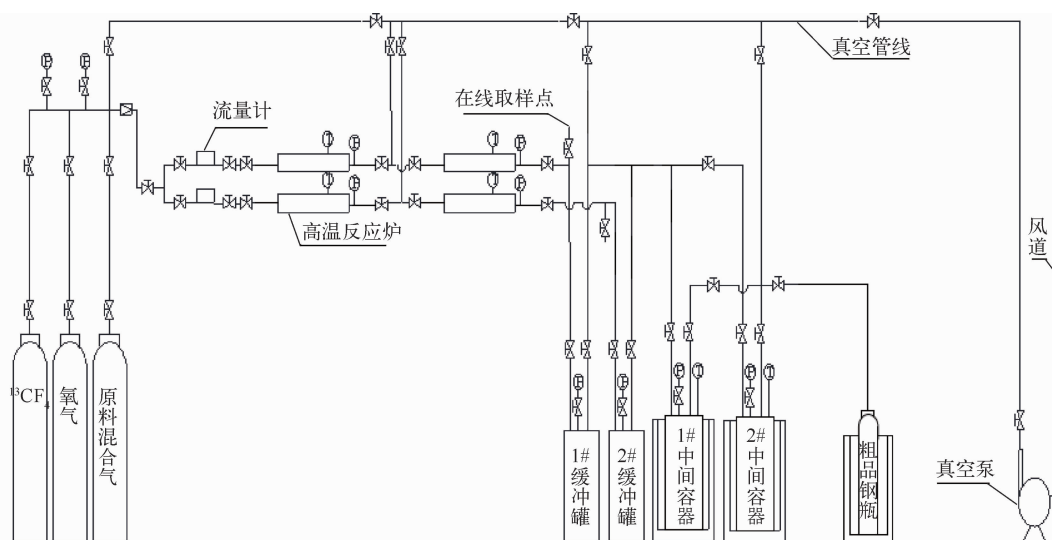 真空管线
P
P
在线取样点
流量计
T
P
T
P
T
P
T
P
高温反应炉
风道
P
P
P
T
P
T
¹³CF₄
氧气
原料混合气
1#缓冲罐
2#缓冲罐
1#中间容器
2#中间容器
粗品钢瓶
真空泵